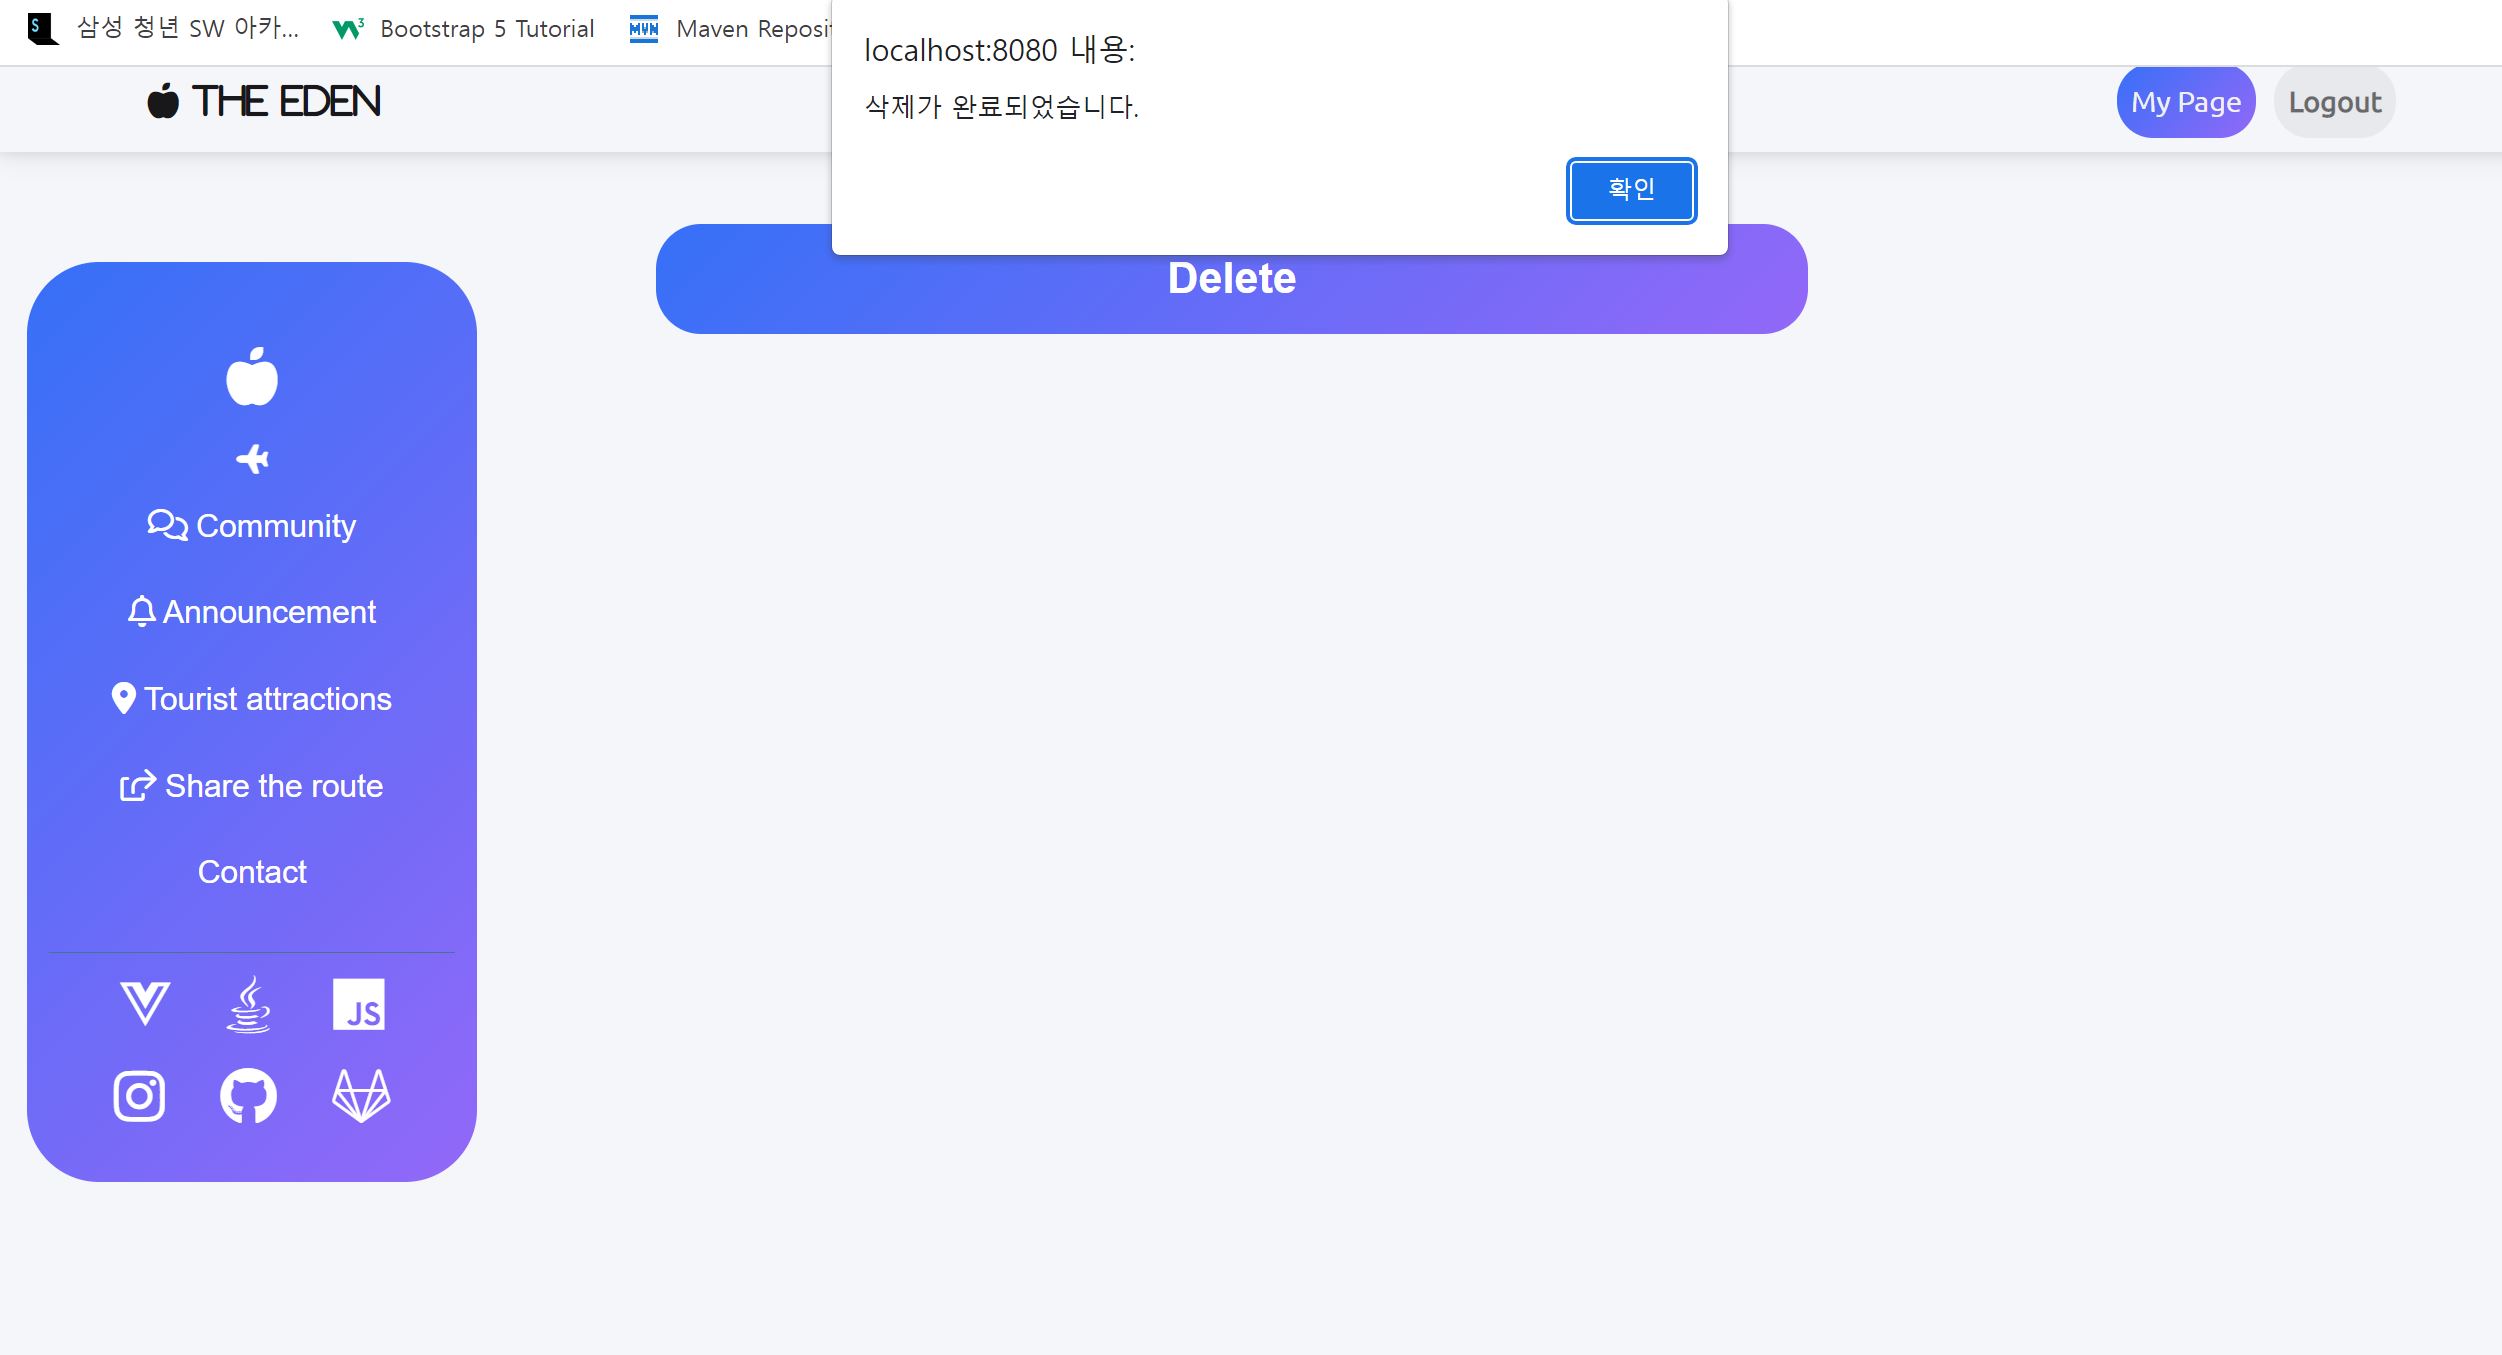 삼성 청년 SW 아카...
Bootstrap 5 Tutorial
MVN
Maven Reposit
localhost:8080 내용:
삭제가 완료되었습니다.
확인
THE EDEN
My Page
Logout
Delete
Community
Announcement
Tourist attractions
Share the route
Contact
JS